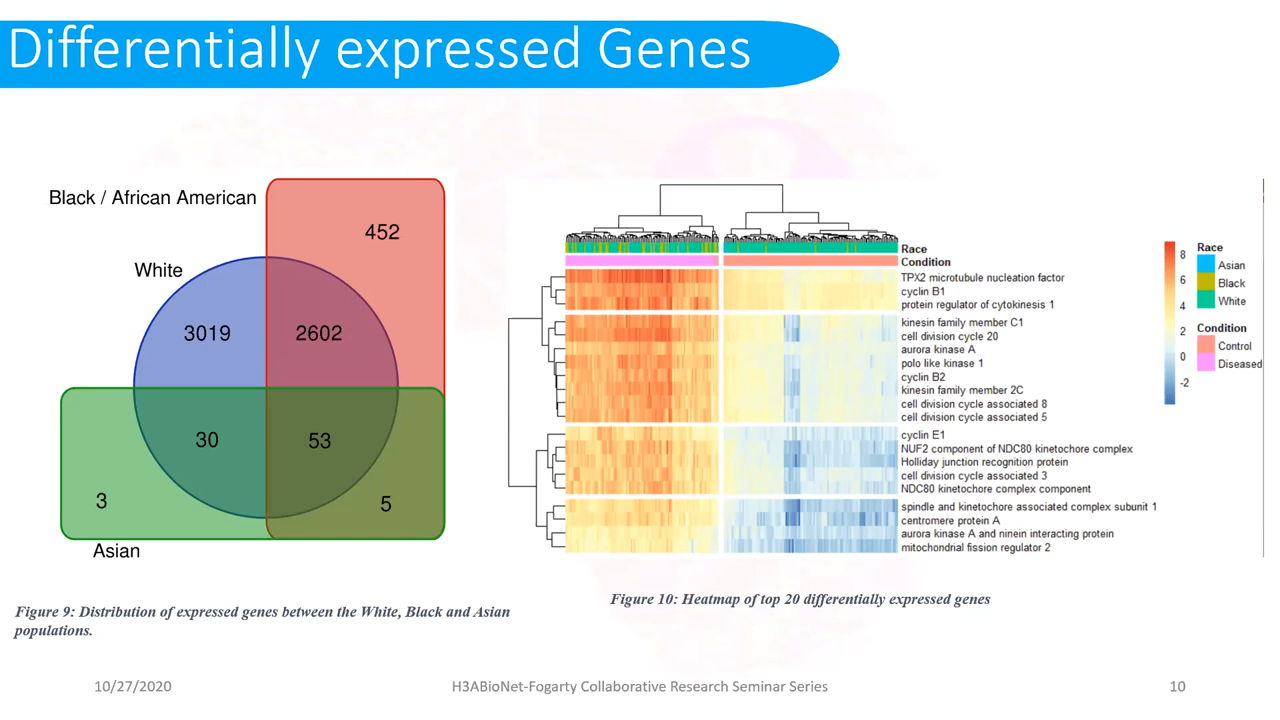 Differentially expressed Genes
Black / African American
452
White
3019
2602
30
53
3
5
Asian
Race
Condition
TPX2 microtubule nucleation factor
cyclin B1
protein regulator of cytokinesis 1
kinesin family member C1
cell division cycle 20
aurora kinase A
polo like kinase 1
cyclin B2
kinesin family member 2C
cell division cycle associated 8
cell division cycle associated 5
cyclin E1
NUF2 component of NDC80 kinetochore complex
Holliday junction recognition protein
cell division cycle associated 3
NDC80 kinetochore complex component
spindle and kinetochore associated complex subunit 1
centromere protein A
aurora kinase A and ninein interacting protein
mitochondrial fission regulator 2
8
6
4
2
0
-2
Race
Asian
Black
White
Condition
Control
Diseased
Figure 9: Distribution of expressed genes between the White, Black and Asian
populations.
Figure 10: Heatmap of top 20 differentially expressed genes
10/27/2020
H3ABioNet-Fogarty Collaborative Research Seminar Series
10